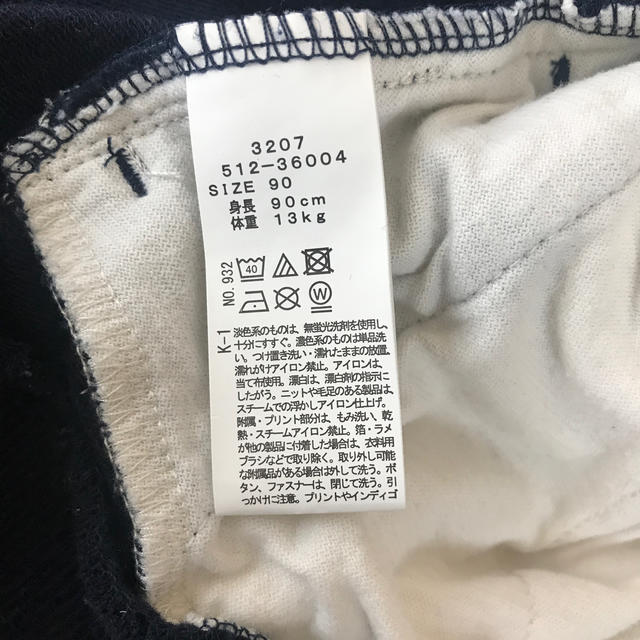 3207
512-36004
SIZE 90
身長 90cm
体重 13kg
NO.932
40
W
K-1
淡色系のものは、無蛍光洗剤を使用し、
十分にすすぐ。濃色系のものは単品洗
い。つけ置き洗い・濡れたままの放置、
濡れがけアイロン禁止。アイロンは、
当て布使用。漂白は、漂白剤の指示に
したがう。ニットや毛足のある製品は
スチームでの浮かしアイロン仕上げ。
附属・プリント部分は、もみ洗い、乾
熱・スチームアイロン禁止。箔・ラメ
が他の製品に付着した場合は、衣料用
ブラシなどで取り除く。取り外し可能
な附属品がある場合は外して洗う。ボ
タン、ファスナーは、閉じて洗う。引
っかけに注意。プリントやインディゴ